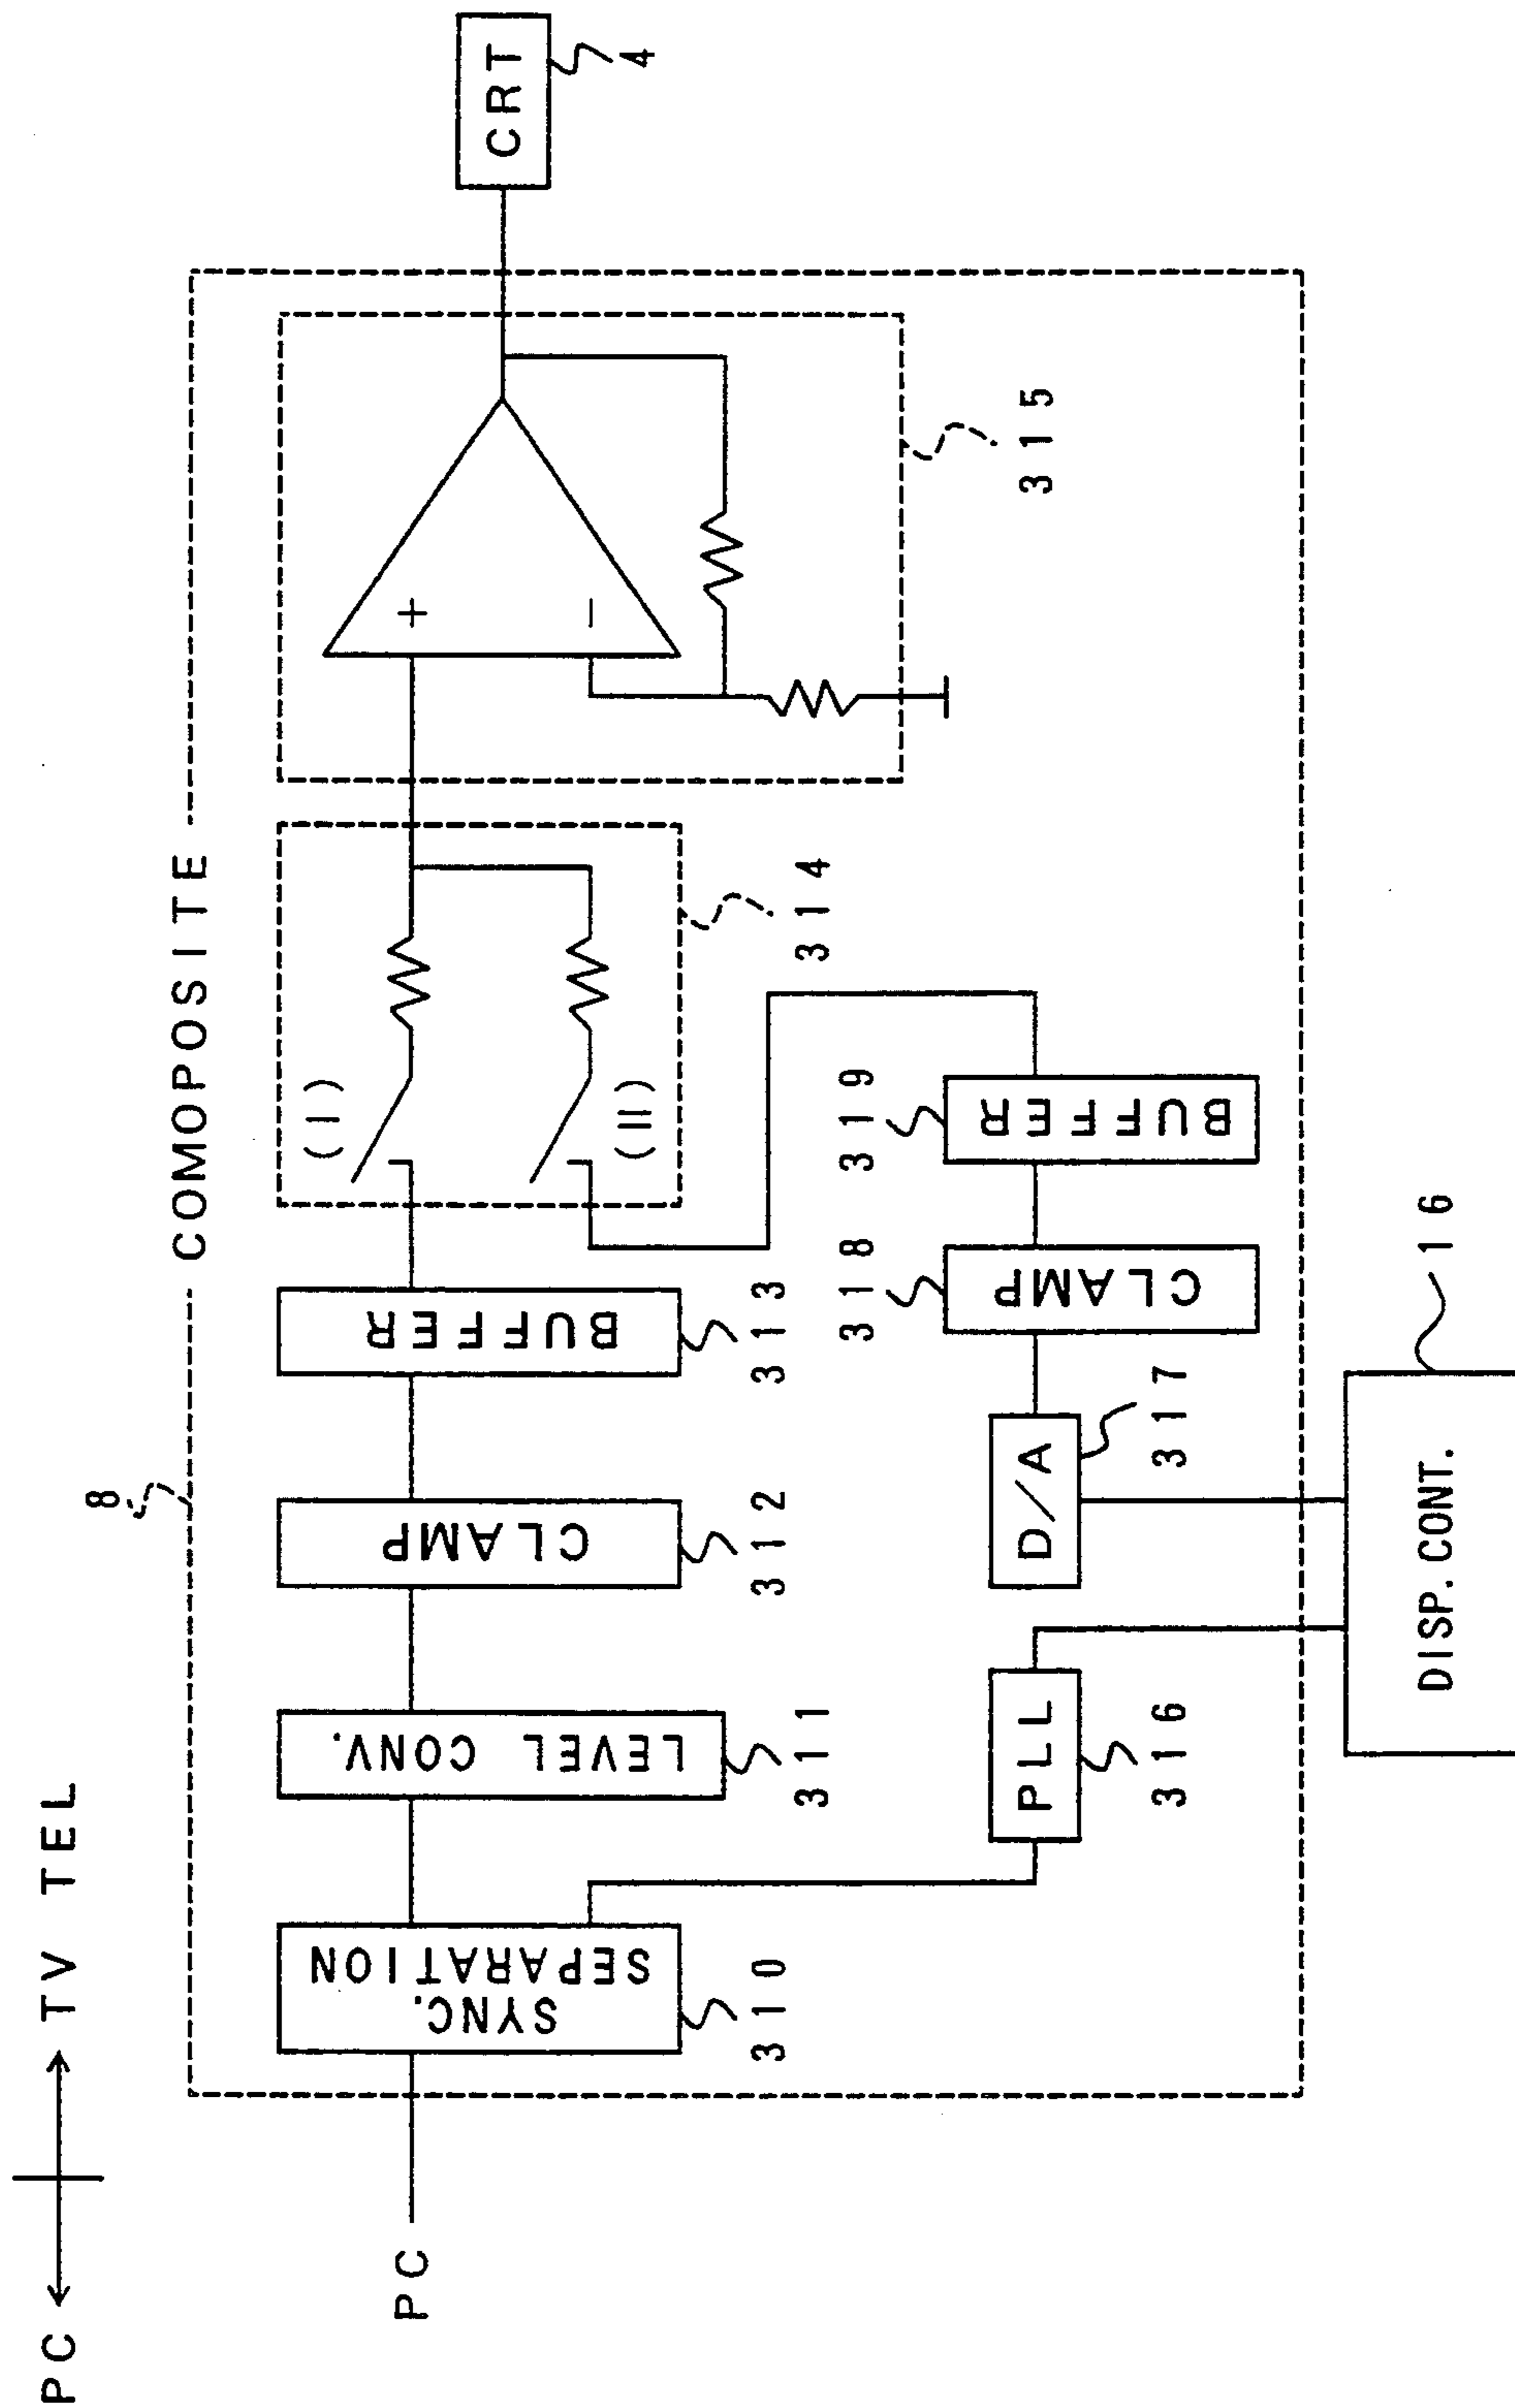 PC
TV TEL
8
COMOPOSITE
PC
SYNC.
SEPARATION
310
LEVEL CONV.
311
CLAMP
312
BUFFER
313
(I)
(II)
314
+
−
315
CRT
4
PLL
316
D/A
317
CLAMP
318
BUFFER
319
DISP. CONT.
16